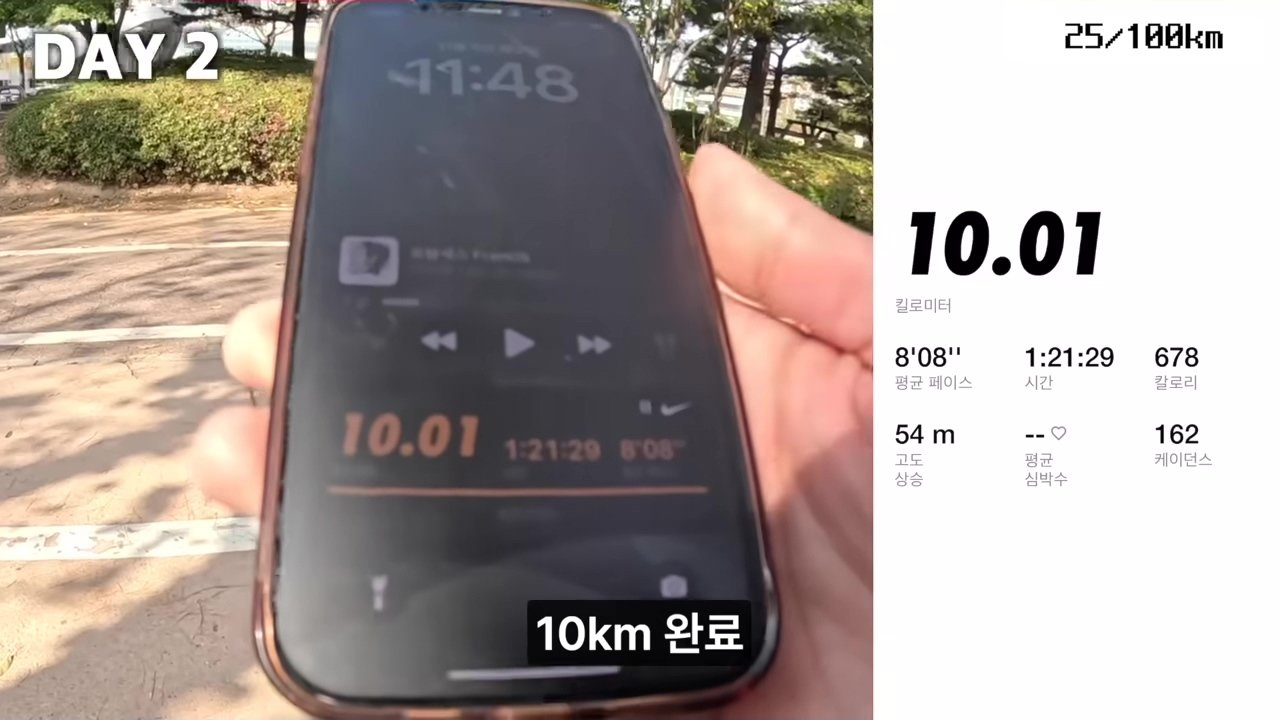 DAY 2
11:48
10.01
1:21:29
8'08"
10km 완료
25/100km
10.01
킬로미터
8'08''
평균 페이스
1:21:29
시간
678
칼로리
54 m
고도
상승
--
평균
심박수
162
케이던스